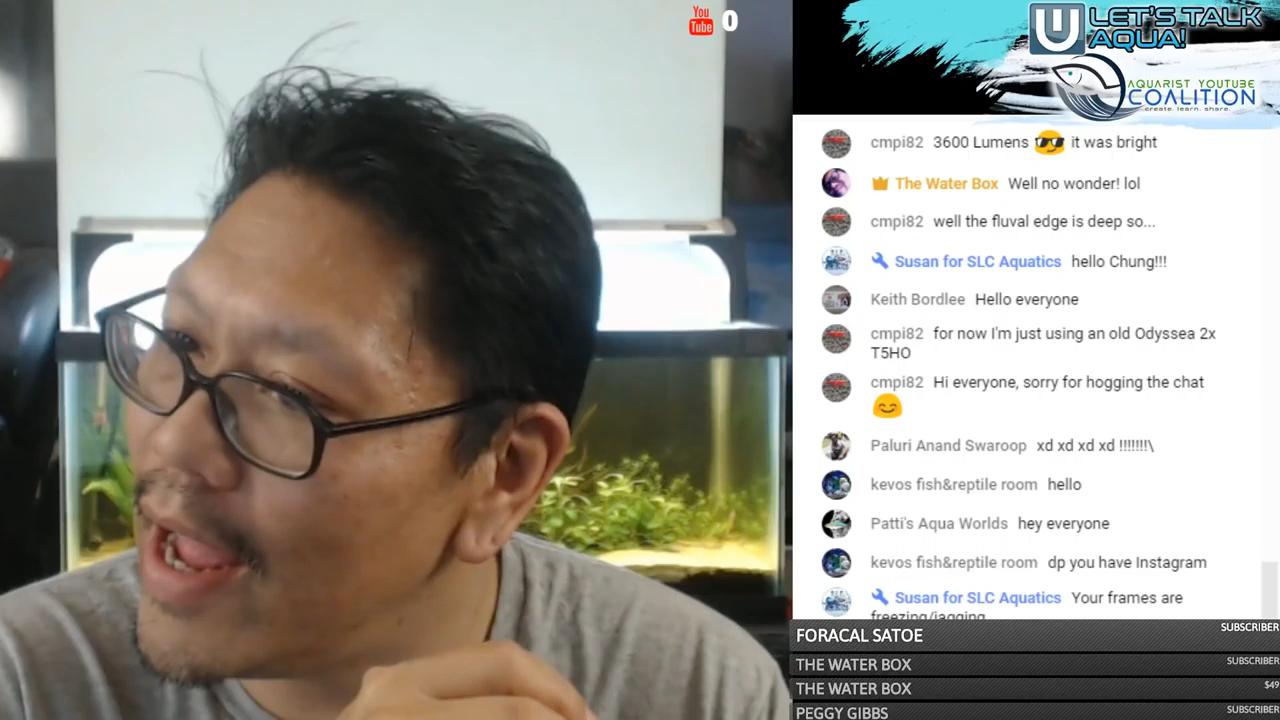 You
Tube
0
LET'S TALK
AQUA!
AQUARIST YOUTUBE
COALITION
create. learn. share.
cmpi82 3600 Lumens 😎 it was bright
The Water Box Well no wonder! lol
cmpi82 well the fluval edge is deep so...
Susan for SLC Aquatics hello Chung!!!
Keith Bordlee Hello everyone
cmpi82 for now I'm just using an old Odyssea 2x
T5HO
cmpi82 Hi everyone, sorry for hogging the chat
😊
Paluri Anand Swaroop xd xd xd xd !!!!!!!\
kevos fish&reptile room hello
Patti's Aqua Worlds hey everyone
kevos fish&reptile room dp you have Instagram
Susan for SLC Aquatics Your frames are
freezing/jagging
FORACAL SATOE SUBSCRIBER
THE WATER BOX SUBSCRIBER
THE WATER BOX $49
PEGGY GIBBS SUBSCRIBER